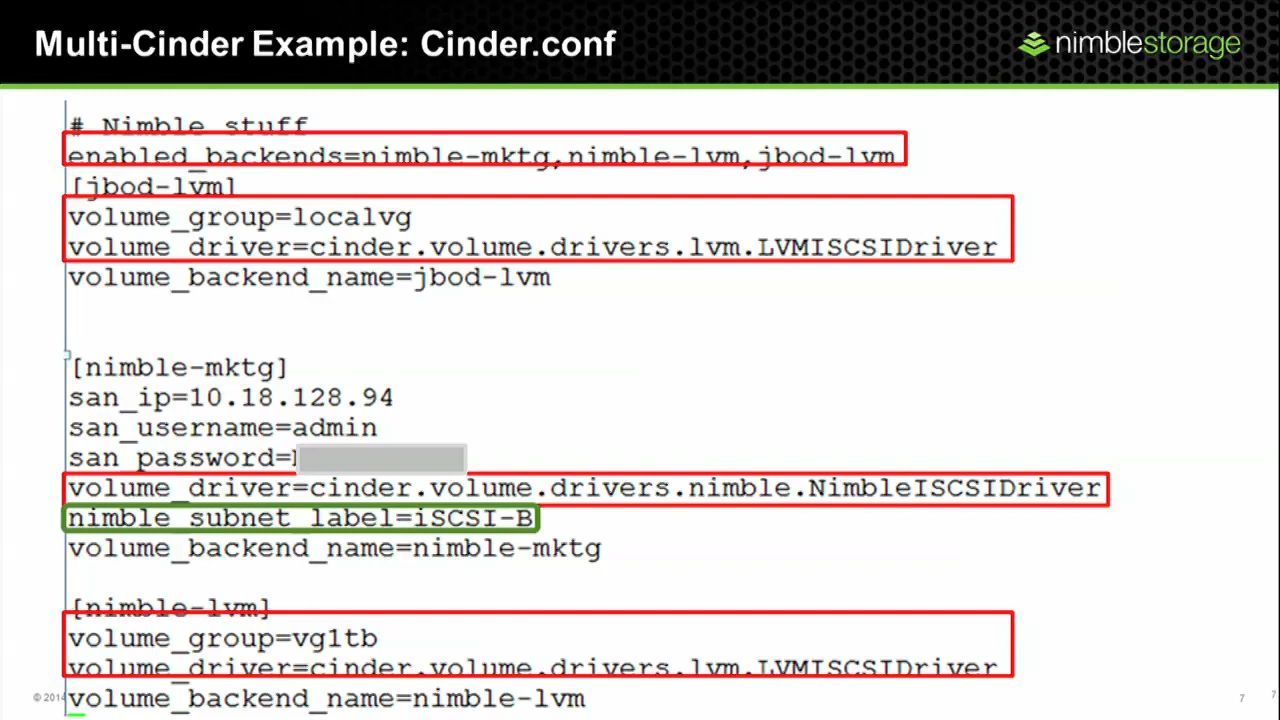 Multi-Cinder Example: Cinder.conf
nimblestorage
# Nimble stuff
enabled_backends=nimble-mktg,nimble-lvm,jbod-lvm
[jbod-lvm]
volume_group=localvg
volume_driver=cinder.volume.drivers.lvm.LVMISCSIDriver
volume_backend_name=jbod-lvm
[nimble-mktg]
san_ip=10.18.128.94
san_username=admin
san_password=
volume_driver=cinder.volume.drivers.nimble.NimbleISCSIDriver
nimble_subnet_label=iSCSI-B
volume_backend_name=nimble-mktg
[nimble-lvm]
volume_group=vg1tb
volume_driver=cinder.volume.drivers.lvm.LVMISCSIDriver
volume_backend_name=nimble-lvm
© 2014
7
7